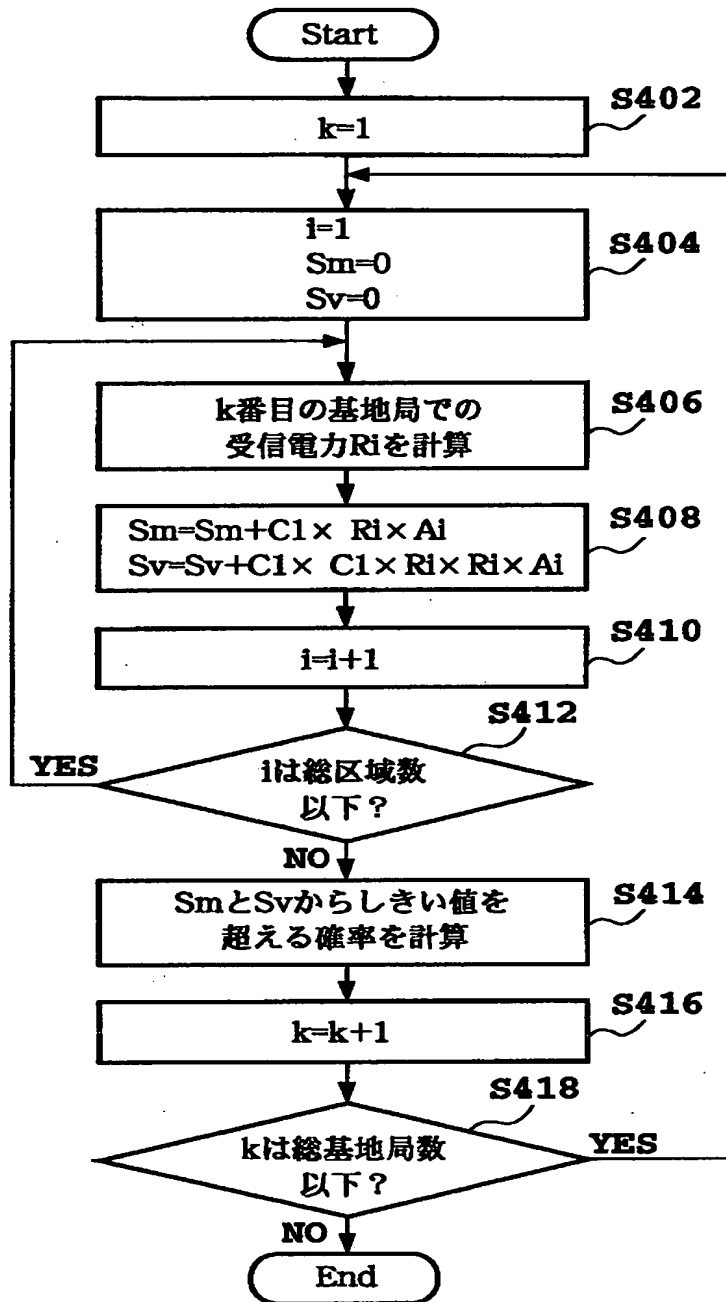 Start
S402
k=1
S404
i=1
Sm=0
Sv=0
S406
k番目の基地局での
受信電力Riを計算
S408
Sm=Sm+C1× Ri×Ai
Sv=Sv+C1× C1×Ri×Ri×Ai
S410
i=i+1
S412
YES
iは総区域数
以下？
NO
S414
SmとSvからしきい値を
超える確率を計算
S416
k=k+1
S418
kは総基地局数
以下？
YES
NO
End